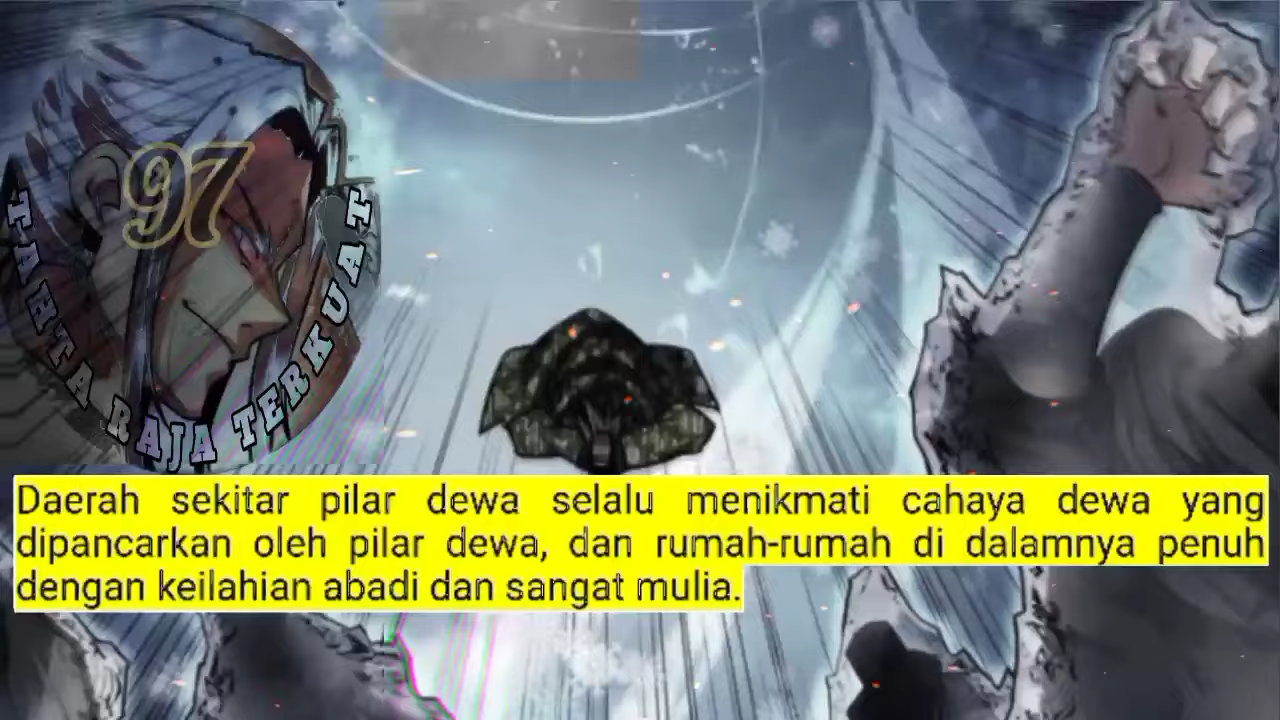 97
TAHTA RAJA TERKUAT
Daerah sekitar pilar dewa selalu menikmati cahaya dewa yang
dipancarkan oleh pilar dewa, dan rumah-rumah di dalamnya penuh
dengan keilahian abadi dan sangat mulia.